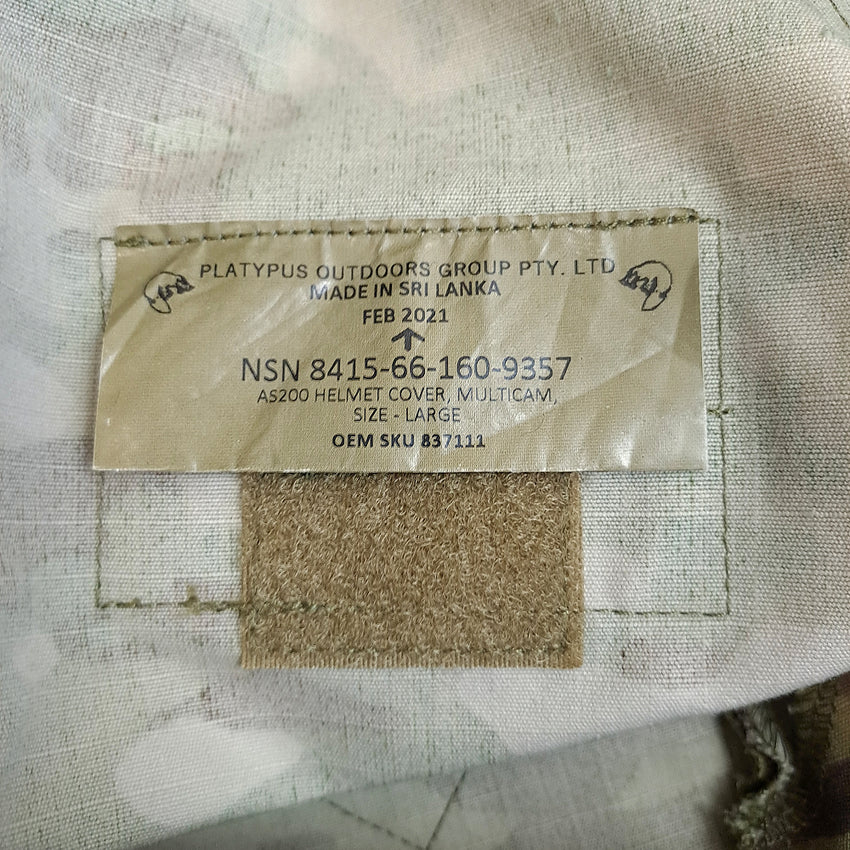 PLATYPUS OUTDOORS GROUP PTY. LTD
MADE IN SRI LANKA
FEB 2021
NSN 8415-66-160-9357
AS200 HELMET COVER, MULTICAM,
SIZE - LARGE
OEM SKU 837111